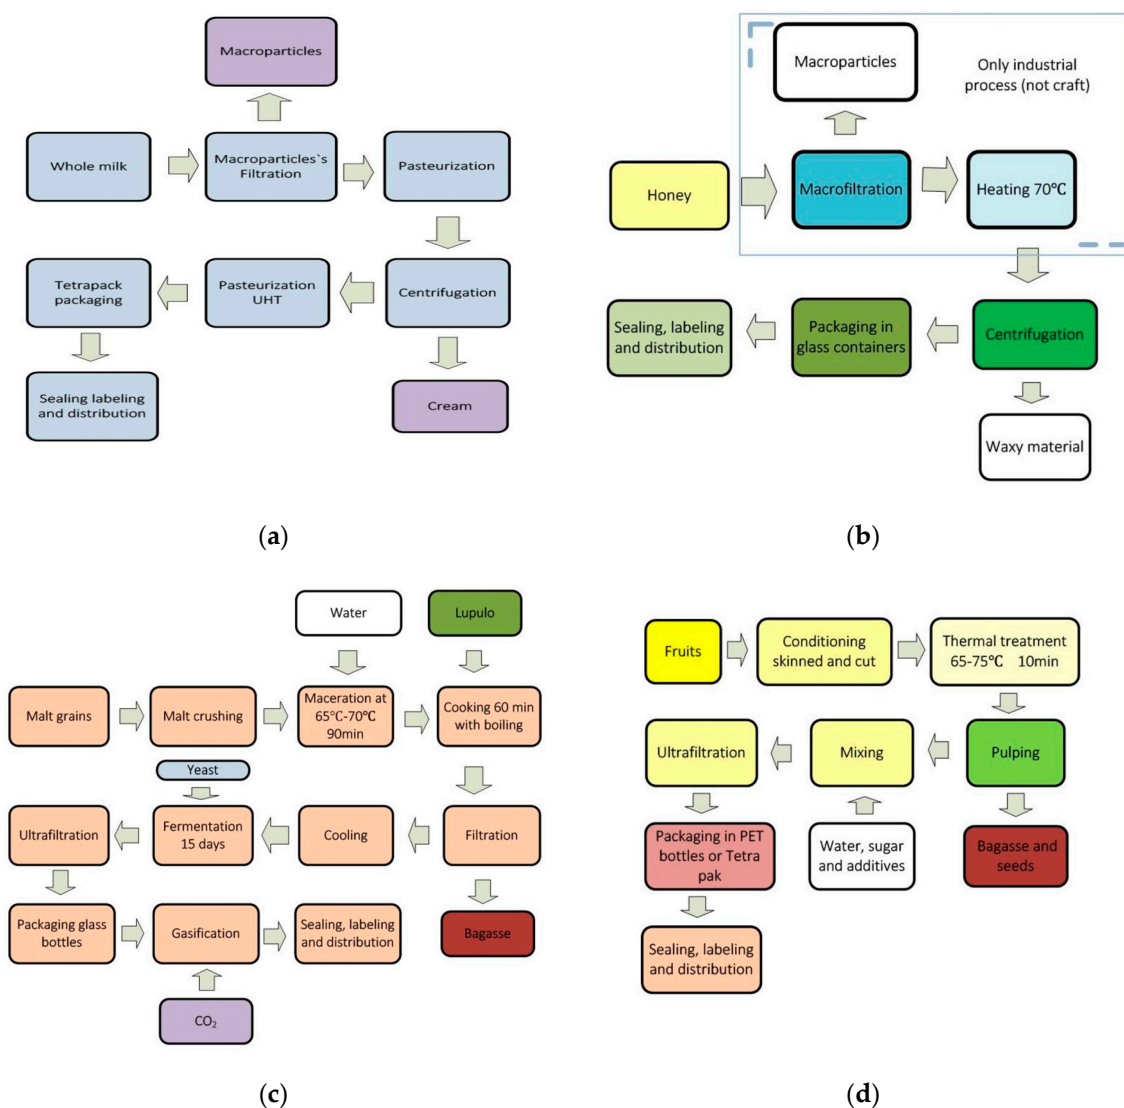 Macroparticles
Whole milk
Macroparticles`s
Filtration
Pasteurization
Tetrapack
packaging
Pasteurization
UHT
Centrifugation
Sealing labeling
and distribution
Cream
(a)
Macroparticles
Only industrial
process (not craft)
Honey
Macrofiltration
Heating 70℃
Sealing, labeling
and distribution
Packaging in
glass containers
Centrifugation
Waxy material
(b)
Water
Lupulo
Malt grains
Malt crushing
Maceration at
65℃-70℃
90min
Cooking 60 min
with boiling
Yeast
Ultrafiltration
Fermentation
15 days
Cooling
Filtration
Packaging glass
bottles
Gasification
Sealing, labeling
and distribution
Bagasse
CO₂
(c)
Fruits
Conditioning
skinned and cut
Thermal treatment
65-75℃ 10min
Ultrafiltration
Mixing
Pulping
Packaging in PET
bottles or Tetra
pak
Water, sugar
and additives
Bagasse and
seeds
Sealing, labeling
and distribution
(d)